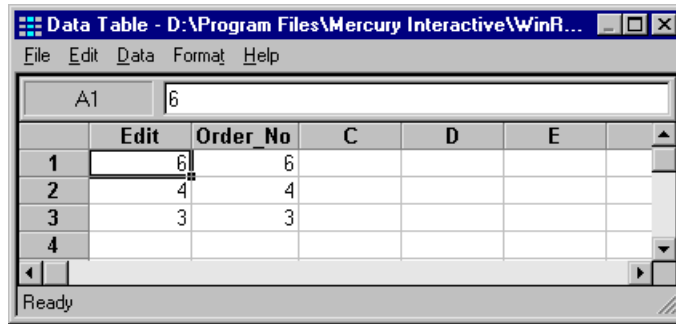 Data Table - D:\Program Files\Mercury Interactive\WinR...
File Edit Data Format Help
A1 6
Edit Order_No C D E
1 6 6
2 4 4
3 3 3
4
Ready